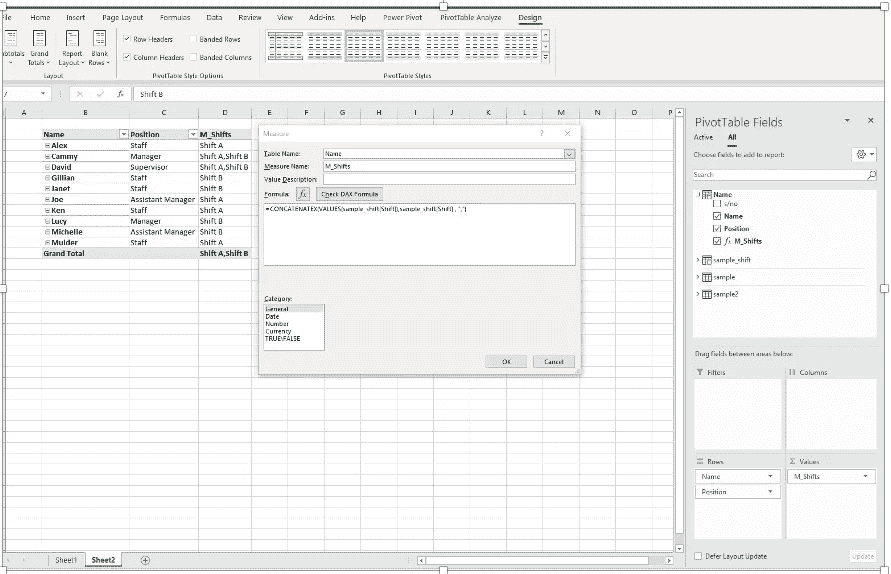 File Home Insert Page Layout Formulas Data Review View Add-ins Help Power Pivot PivotTable Analyze Design
Subtotals Grand Totals Report Layout Blank Rows
Layout
Row Headers Banded Rows
Column Headers Banded Columns
PivotTable Style Options
PivotTable Styles
fx Shift B
A B C D E F G H I J K L M N O P
Name Position M_Shifts
Alex Staff Shift A
Cammy Manager Shift A,Shift B
David Supervisor Shift A,Shift B
Gillian Staff Shift B
Janet Staff Shift B
Joe Assistant Manager Shift A
Ken Staff Shift A
Lucy Manager Shift B
Michelle Assistant Manager Shift B
Mulder Staff Shift A
Grand Total Shift A,Shift B
Measure ? ×
Table Name: Name
Measure Name: M_Shifts
Value Description:
Formula: fx Check DAX Formula
=CONCATENATEX(VALUES(sample_shift[Shift]),sample_shift[Shift] , ",")
Category:
General
Date
Number
Currency
TRUE\FALSE
OK Cancel
PivotTable Fields
Active All
Choose fields to add to report:
Search
Name
s/no
Name
Position
fx M_Shifts
sample_shift
sample
sample2
Drag fields between areas below:
Filters Columns
Rows Σ Values
Name M_Shifts
Position
Defer Layout Update Update
Sheet1 Sheet2